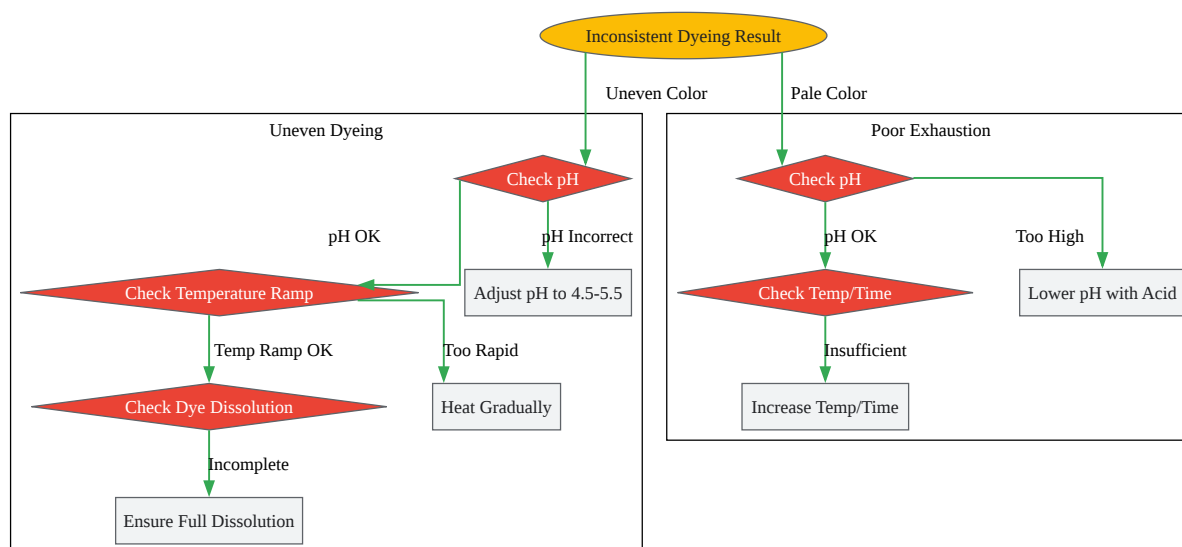 Inconsistent Dyeing Result
Uneven Color
Pale Color
Uneven Dyeing
Check pH
pH OK
pH Incorrect
Check Temperature Ramp
Adjust pH to 4.5-5.5
Temp Ramp OK
Too Rapid
Check Dye Dissolution
Heat Gradually
Incomplete
Ensure Full Dissolution
Poor Exhaustion
Check pH
pH OK
Too High
Check Temp/Time
Lower pH with Acid
Insufficient
Increase Temp/Time